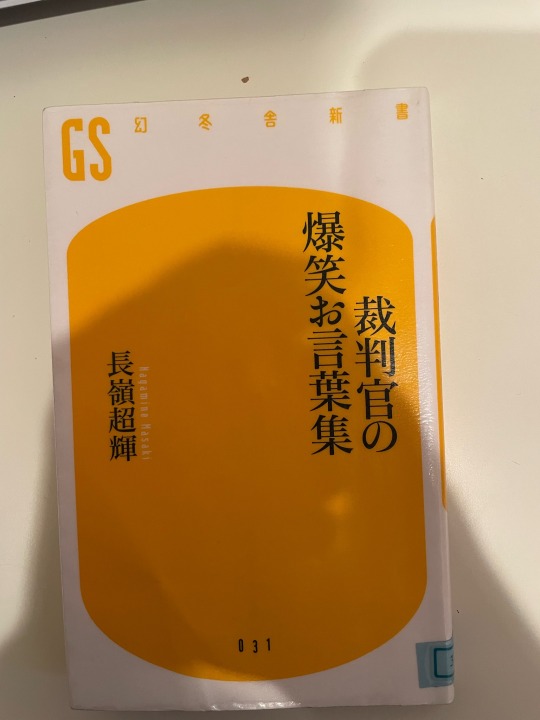 GS 幻冬舎新書
裁判官の
爆笑お言葉集
長嶺超輝
Nagamine Masaki
031